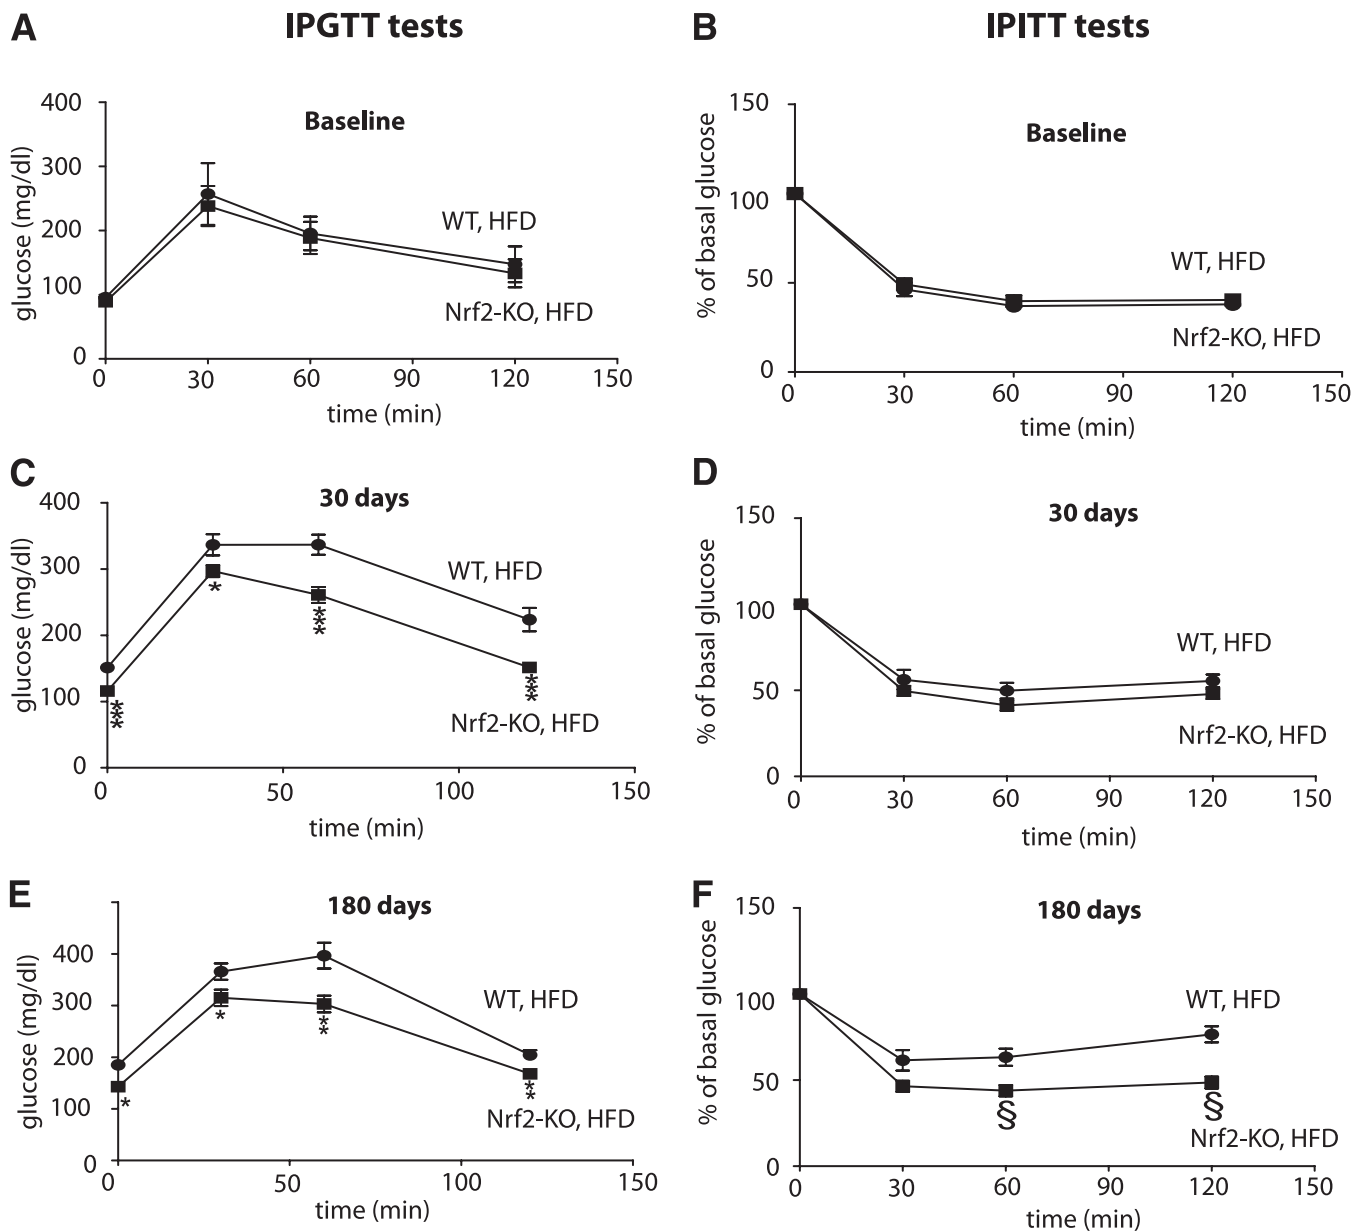 A IPGTT tests
B IPITT tests
400
300
200
100
0
glucose (mg/dl)
Baseline
WT, HFD
Nrf2-KO, HFD
0 30 60 90 120 150
time (min)
150
100
50
0
% of basal glucose
Baseline
WT, HFD
Nrf2-KO, HFD
0 30 60 90 120 150
time (min)
C
400
300
200
100
0
glucose (mg/dl)
30 days
WT, HFD
Nrf2-KO, HFD
*
***
***
***
0 50 100 150
time (min)
D
150
100
50
0
% of basal glucose
30 days
WT, HFD
Nrf2-KO, HFD
0 30 60 90 120 150
time (min)
E
400
300
200
100
0
glucose (mg/dl)
180 days
WT, HFD
Nrf2-KO, HFD
*
*
**
**
0 50 100 150
time (min)
F
150
100
50
0
% of basal glucose
180 days
WT, HFD
§
§
Nrf2-KO, HFD
0 30 60 90 120 150
time (min)